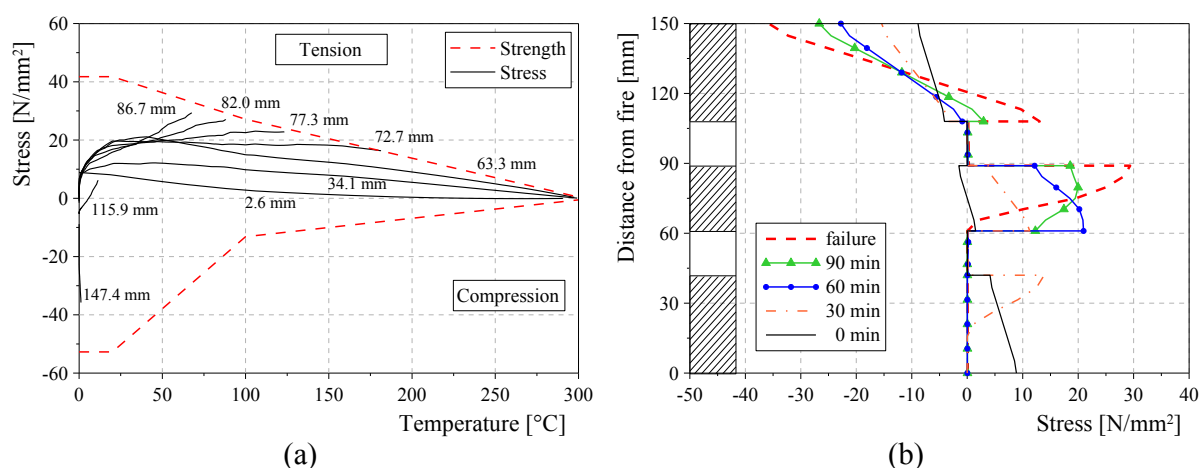 60
40
20
0
-20
-40
-60
Stress [N/mm²]
Tension
Strength
Stress
86.7 mm
82.0 mm
77.3 mm
72.7 mm
63.3 mm
34.1 mm
2.6 mm
115.9 mm
147.4 mm
Compression
0 50 100 150 200 250 300
Temperature [°C]
(a)
150
120
90
60
30
0
Distance from fire [mm]
failure
90 min
60 min
30 min
0 min
-50 -40 -30 -20 -10 0 10 20 30 40
Stress [N/mm²]
(b)